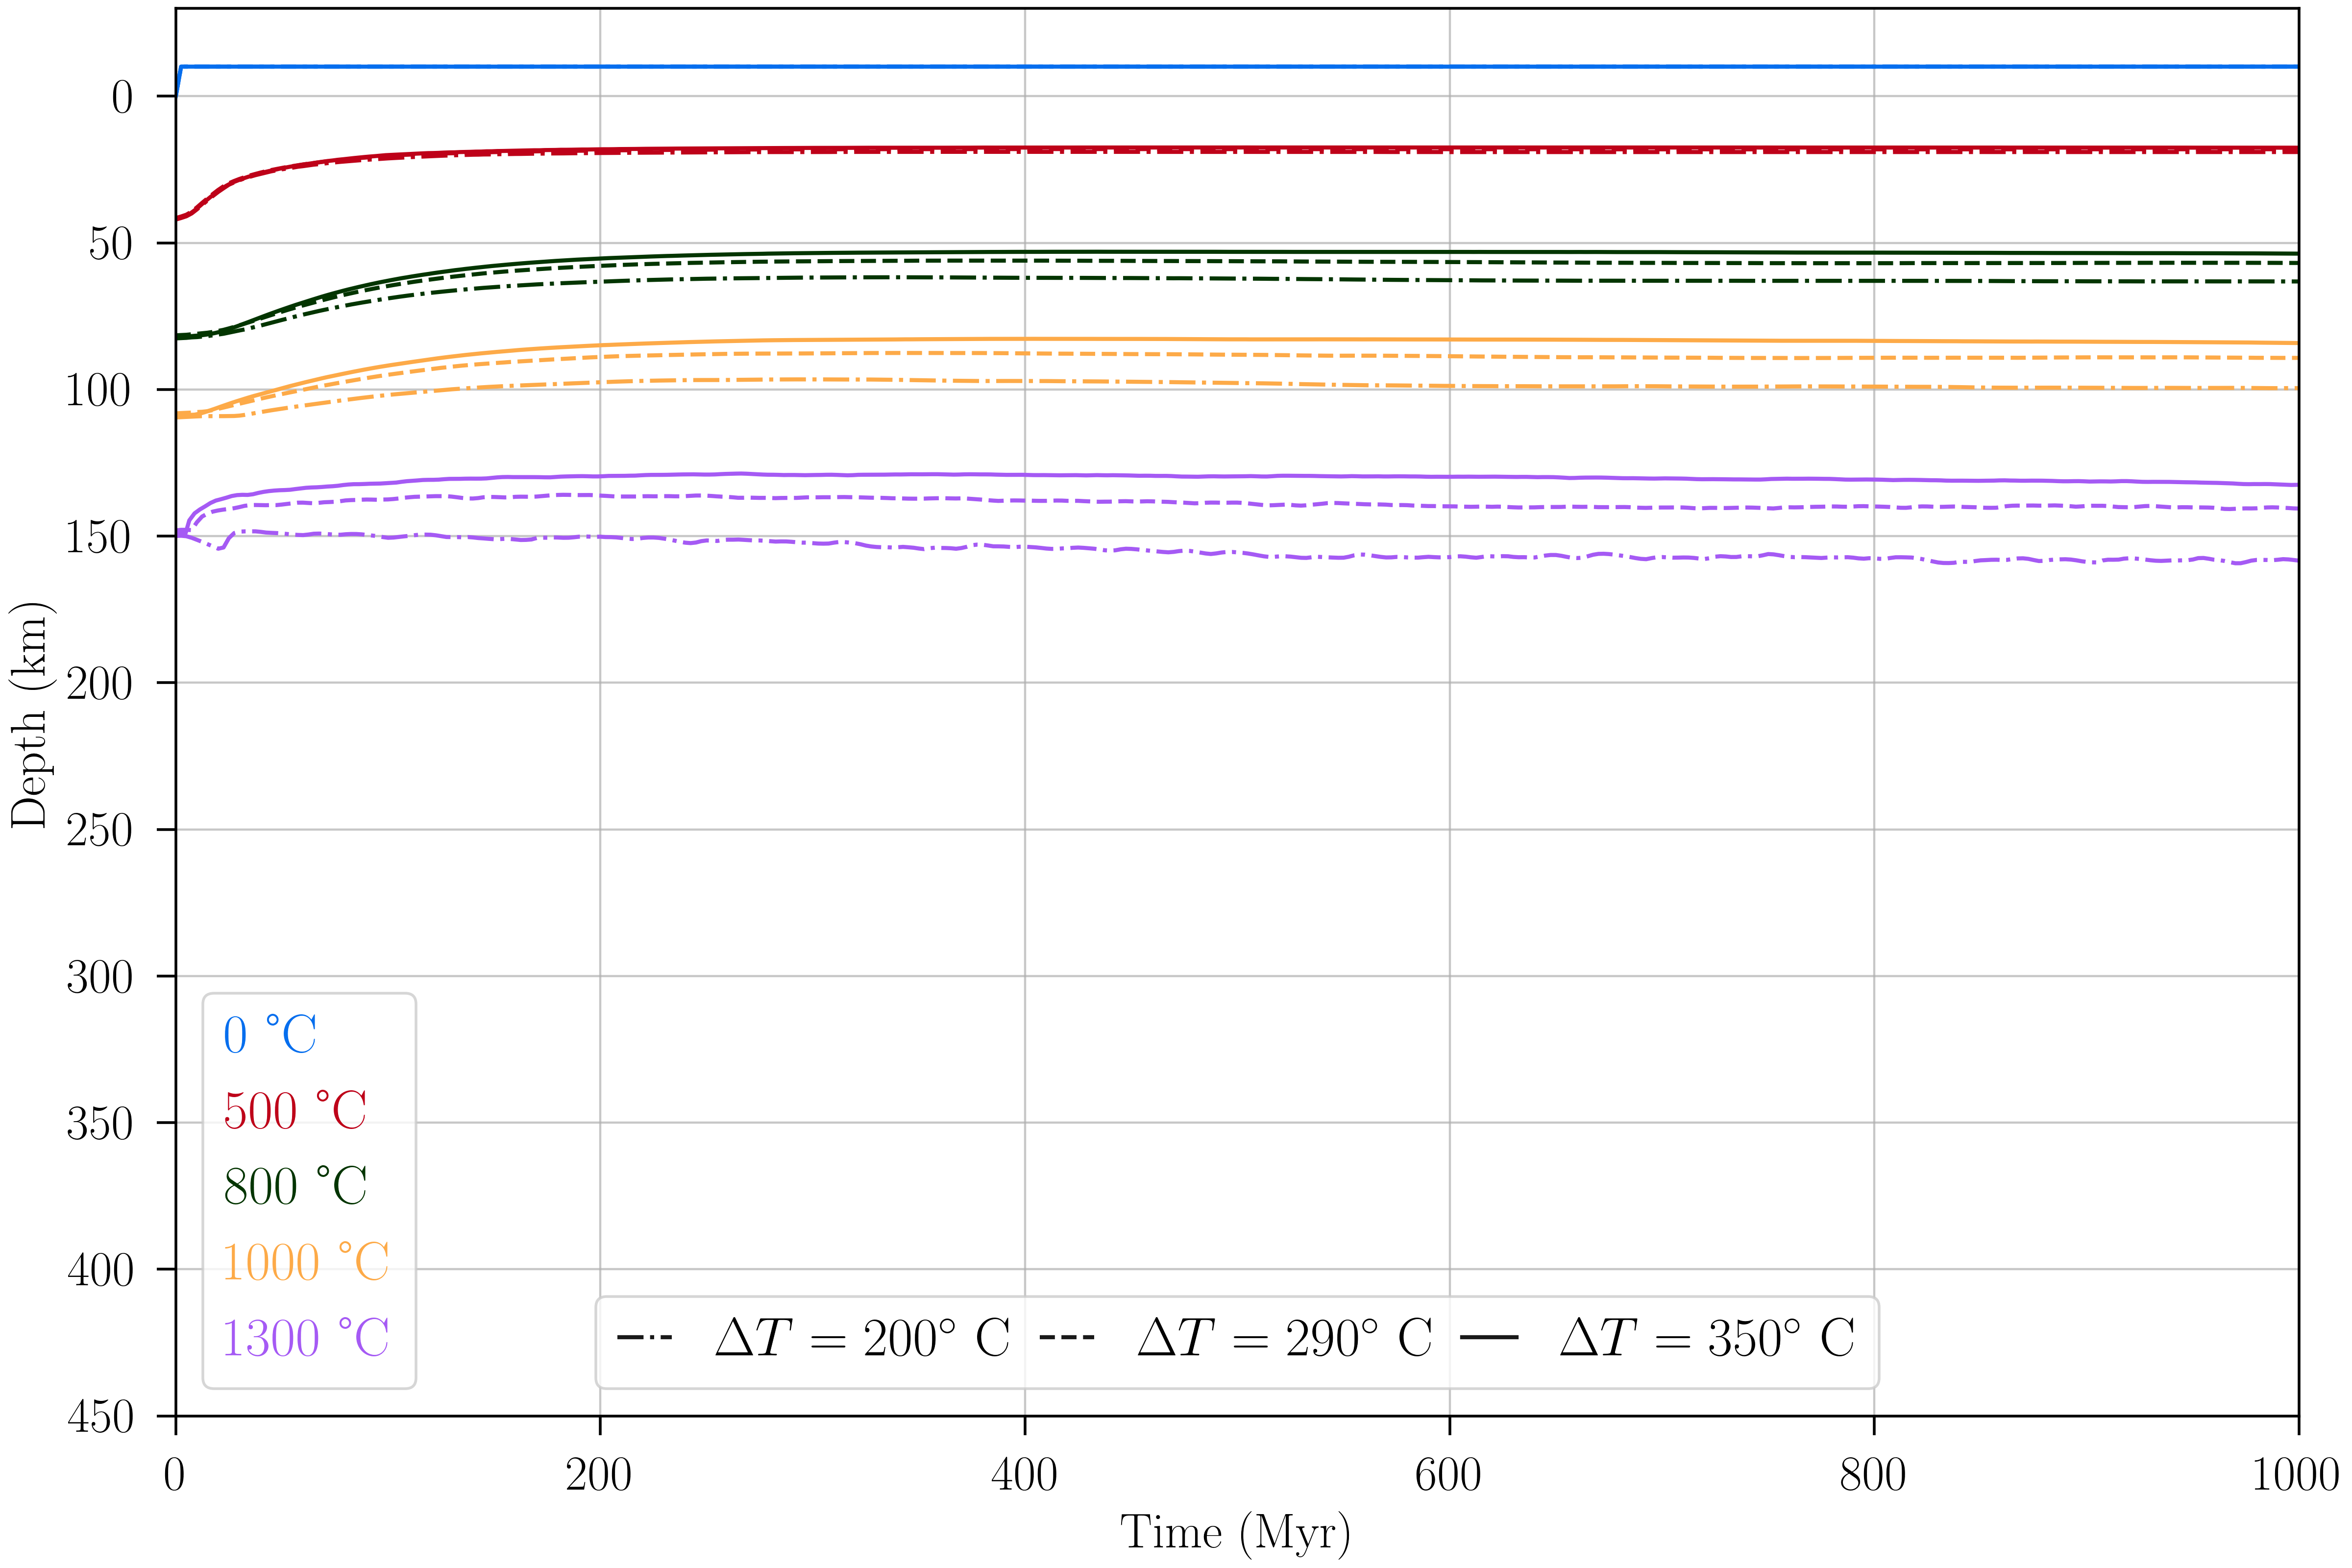 0
50
100
150
200
250
300
350
400
450
Depth (km)
0 °C
500 °C
800 °C
1000 °C
1300 °C
ΔT = 200° C
ΔT = 290° C
ΔT = 350° C
0 200 400 600 800 1000
Time (Myr)